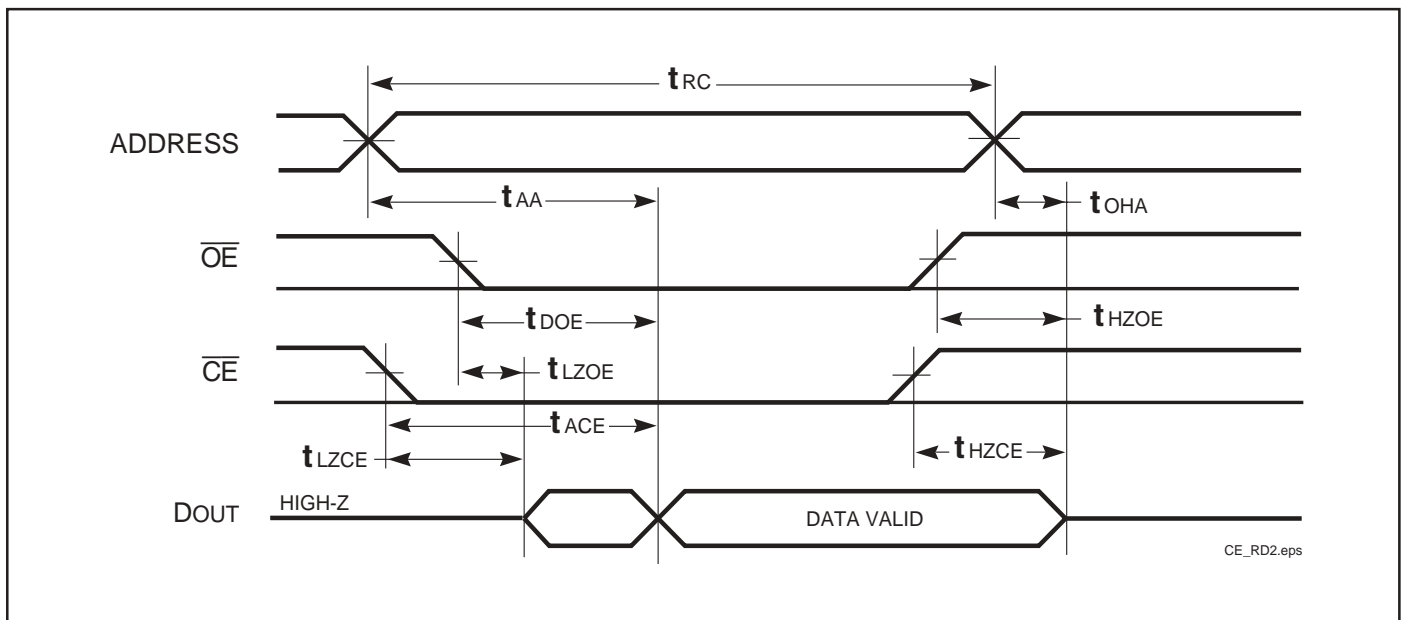 tRC
ADDRESS
tAA
tOHA
OE
tDOE
tHZOE
CE
tLZOE
tACE
tLZCE
tHZCE
DOUT
HIGH-Z
DATA VALID
CE_RD2.eps